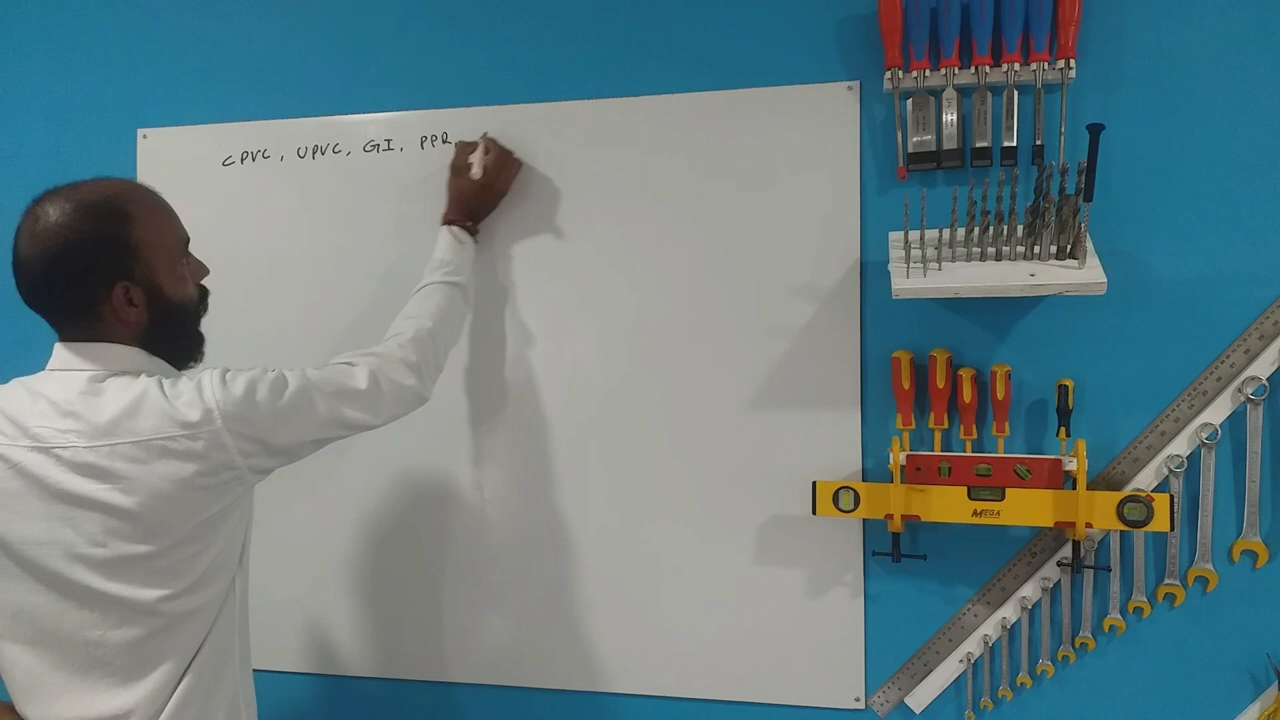 CPVC, UPVC, GI, PPR,
MEGA